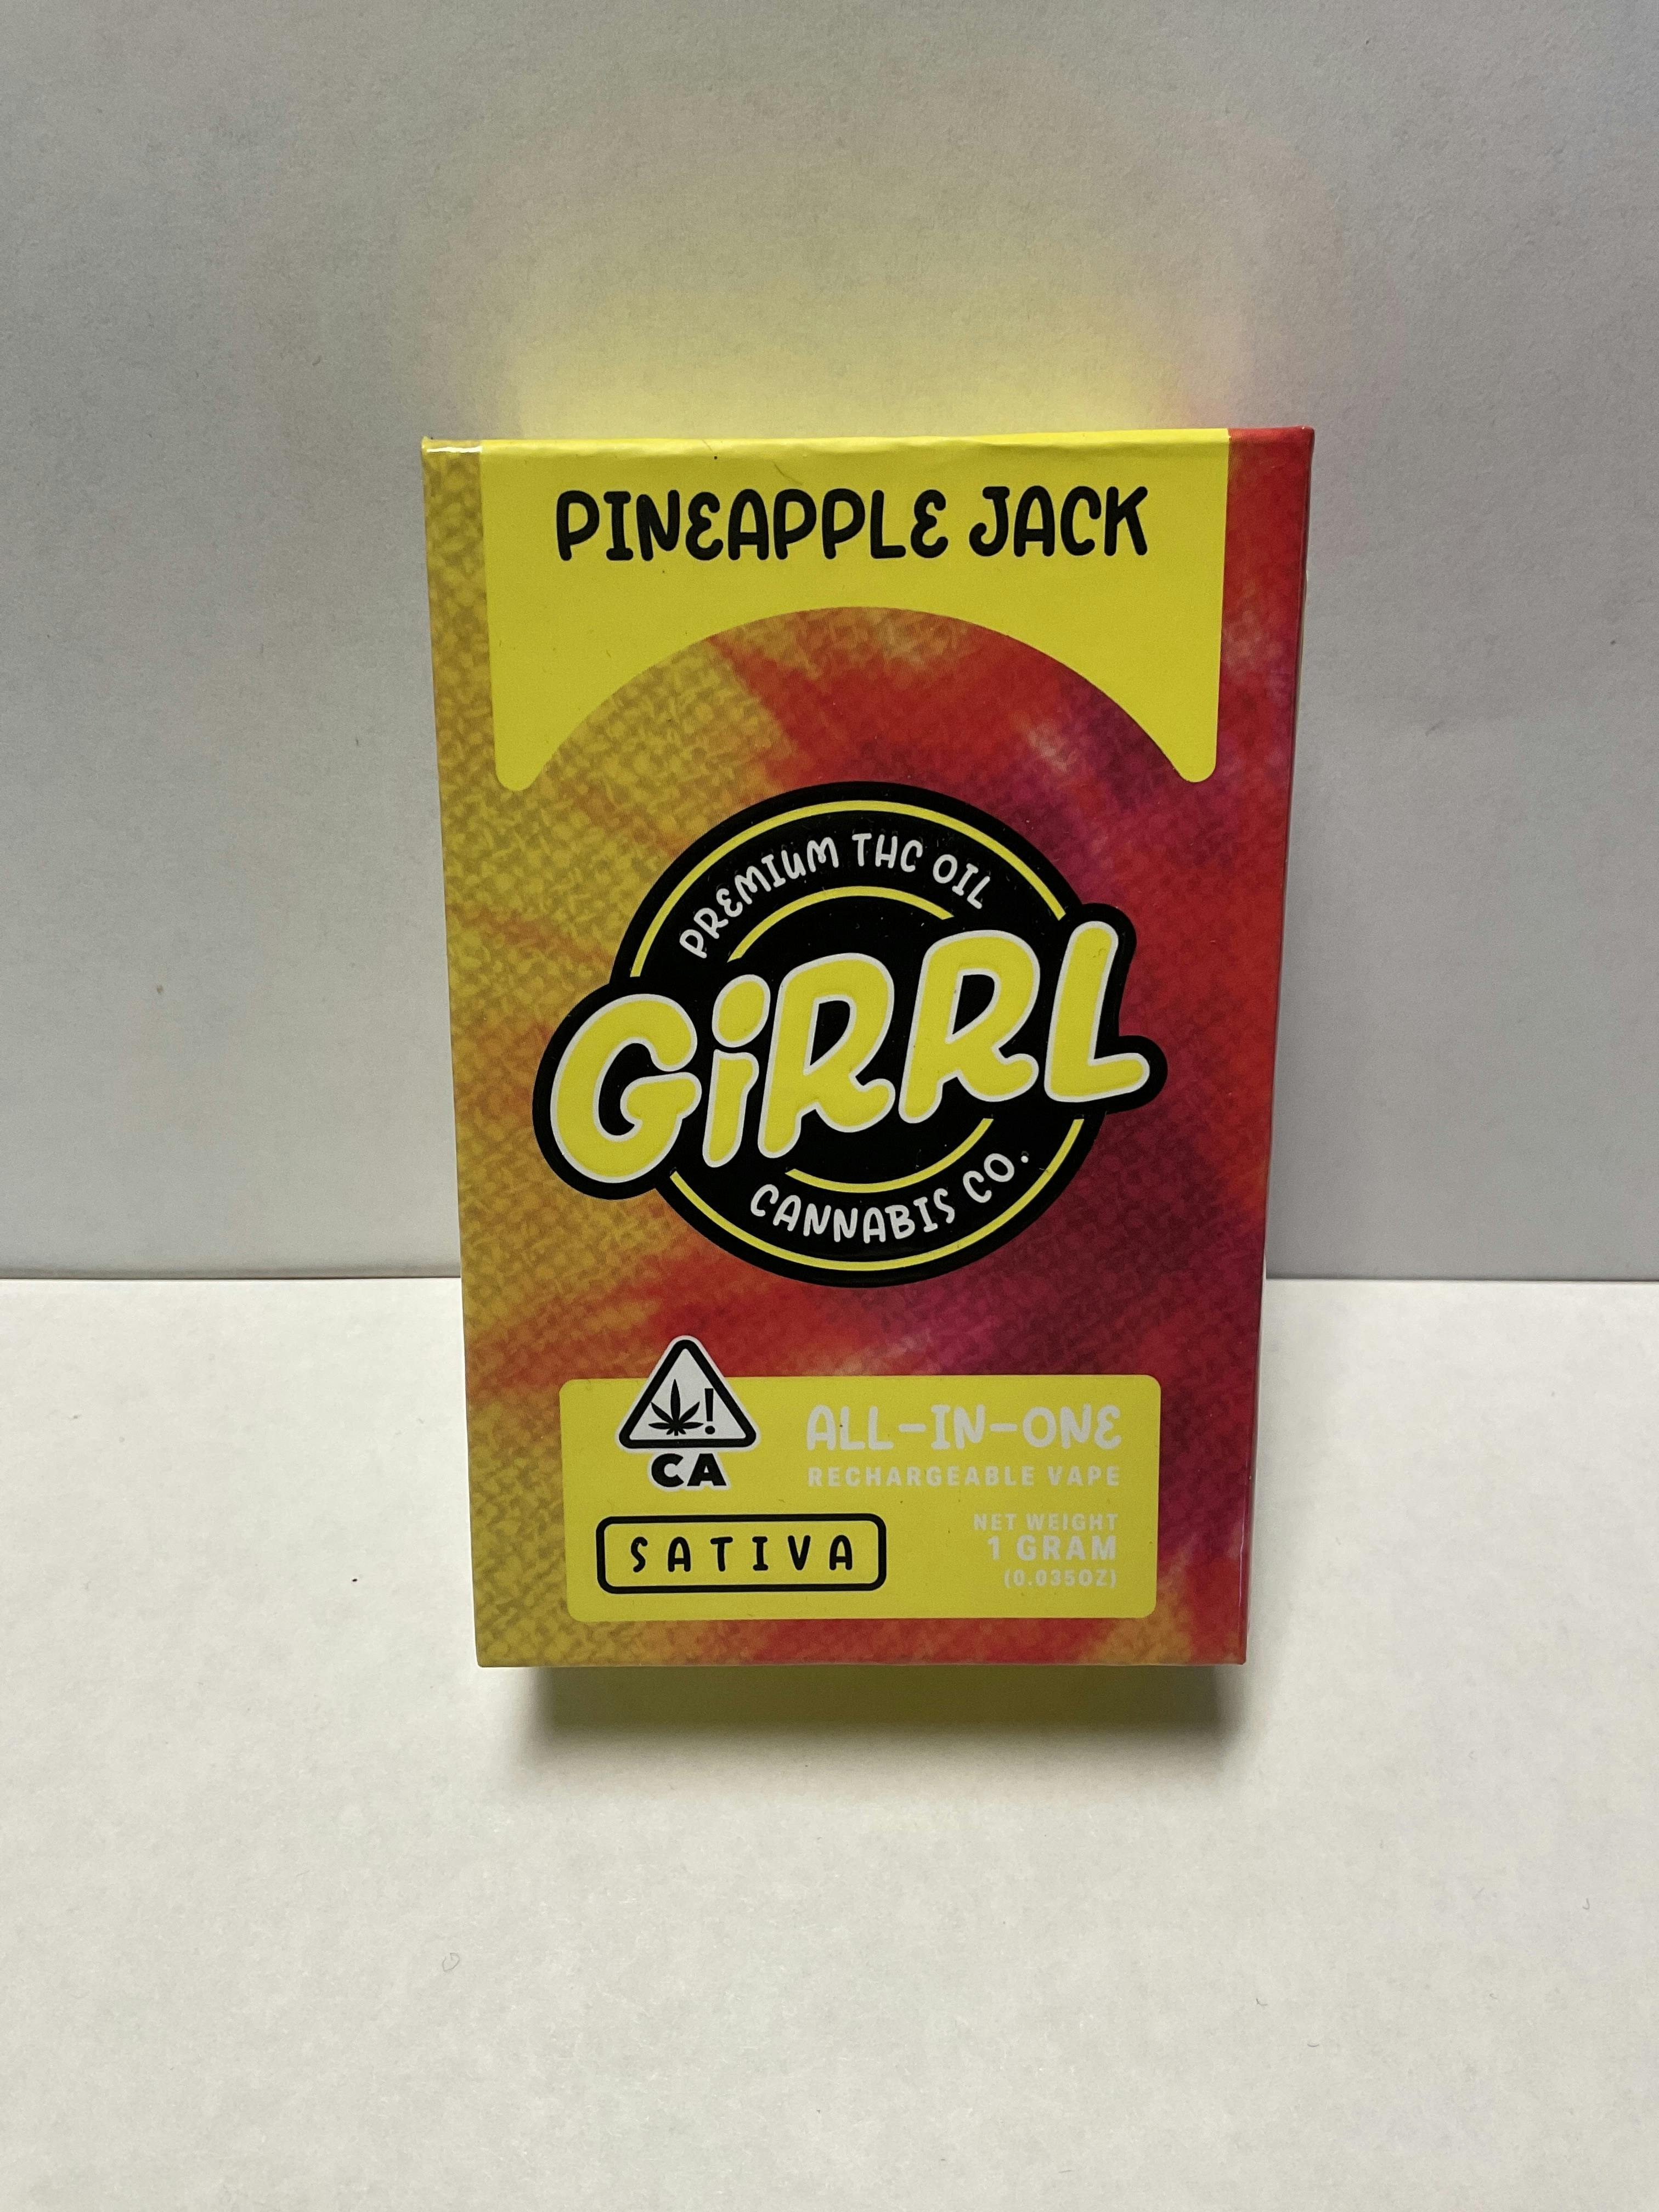 PINEAPPLE JACK
PREMIUM THC OIL
GiRRL
CANNABIS CO.
!
CA
ALL-IN-ONE
RECHARGEABLE VAPE
SATIVA
NET WEIGHT
1 GRAM
(0.035OZ)